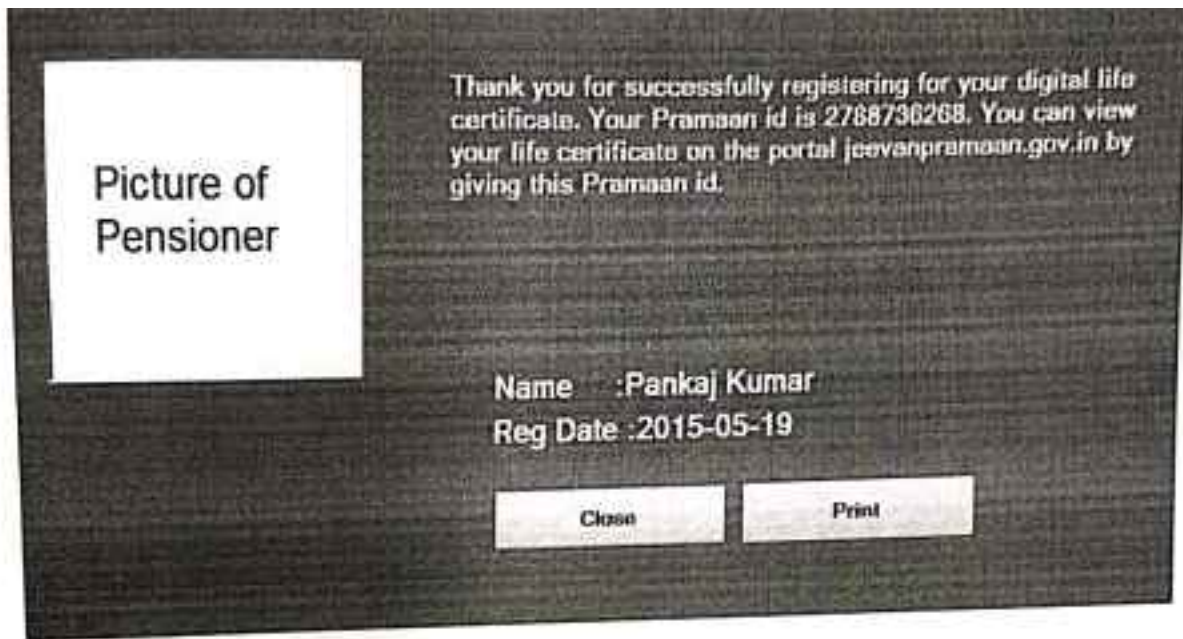 Picture of
Pensioner
Thank you for successfully registering for your digital life
certificate. Your Pramaan id is 2788736268. You can view
your life certificate on the portal jeevanpramaan.gov.in by
giving this Pramaan id.
Name :Pankaj Kumar
Reg Date :2015-05-19
Close
Print